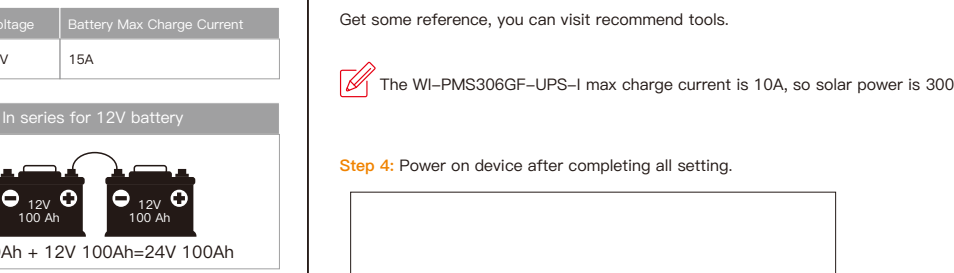 Battery Max Charge Current
15A
In series for 12V battery
12V
100 Ah
12V
100 Ah
+ 12V 100Ah=24V 100Ah
Get some reference, you can visit recommend tools.
The WI–PMS306GF–UPS–I max charge current is 10A, so solar power is 300
Step 4: Power on device after completing all setting.